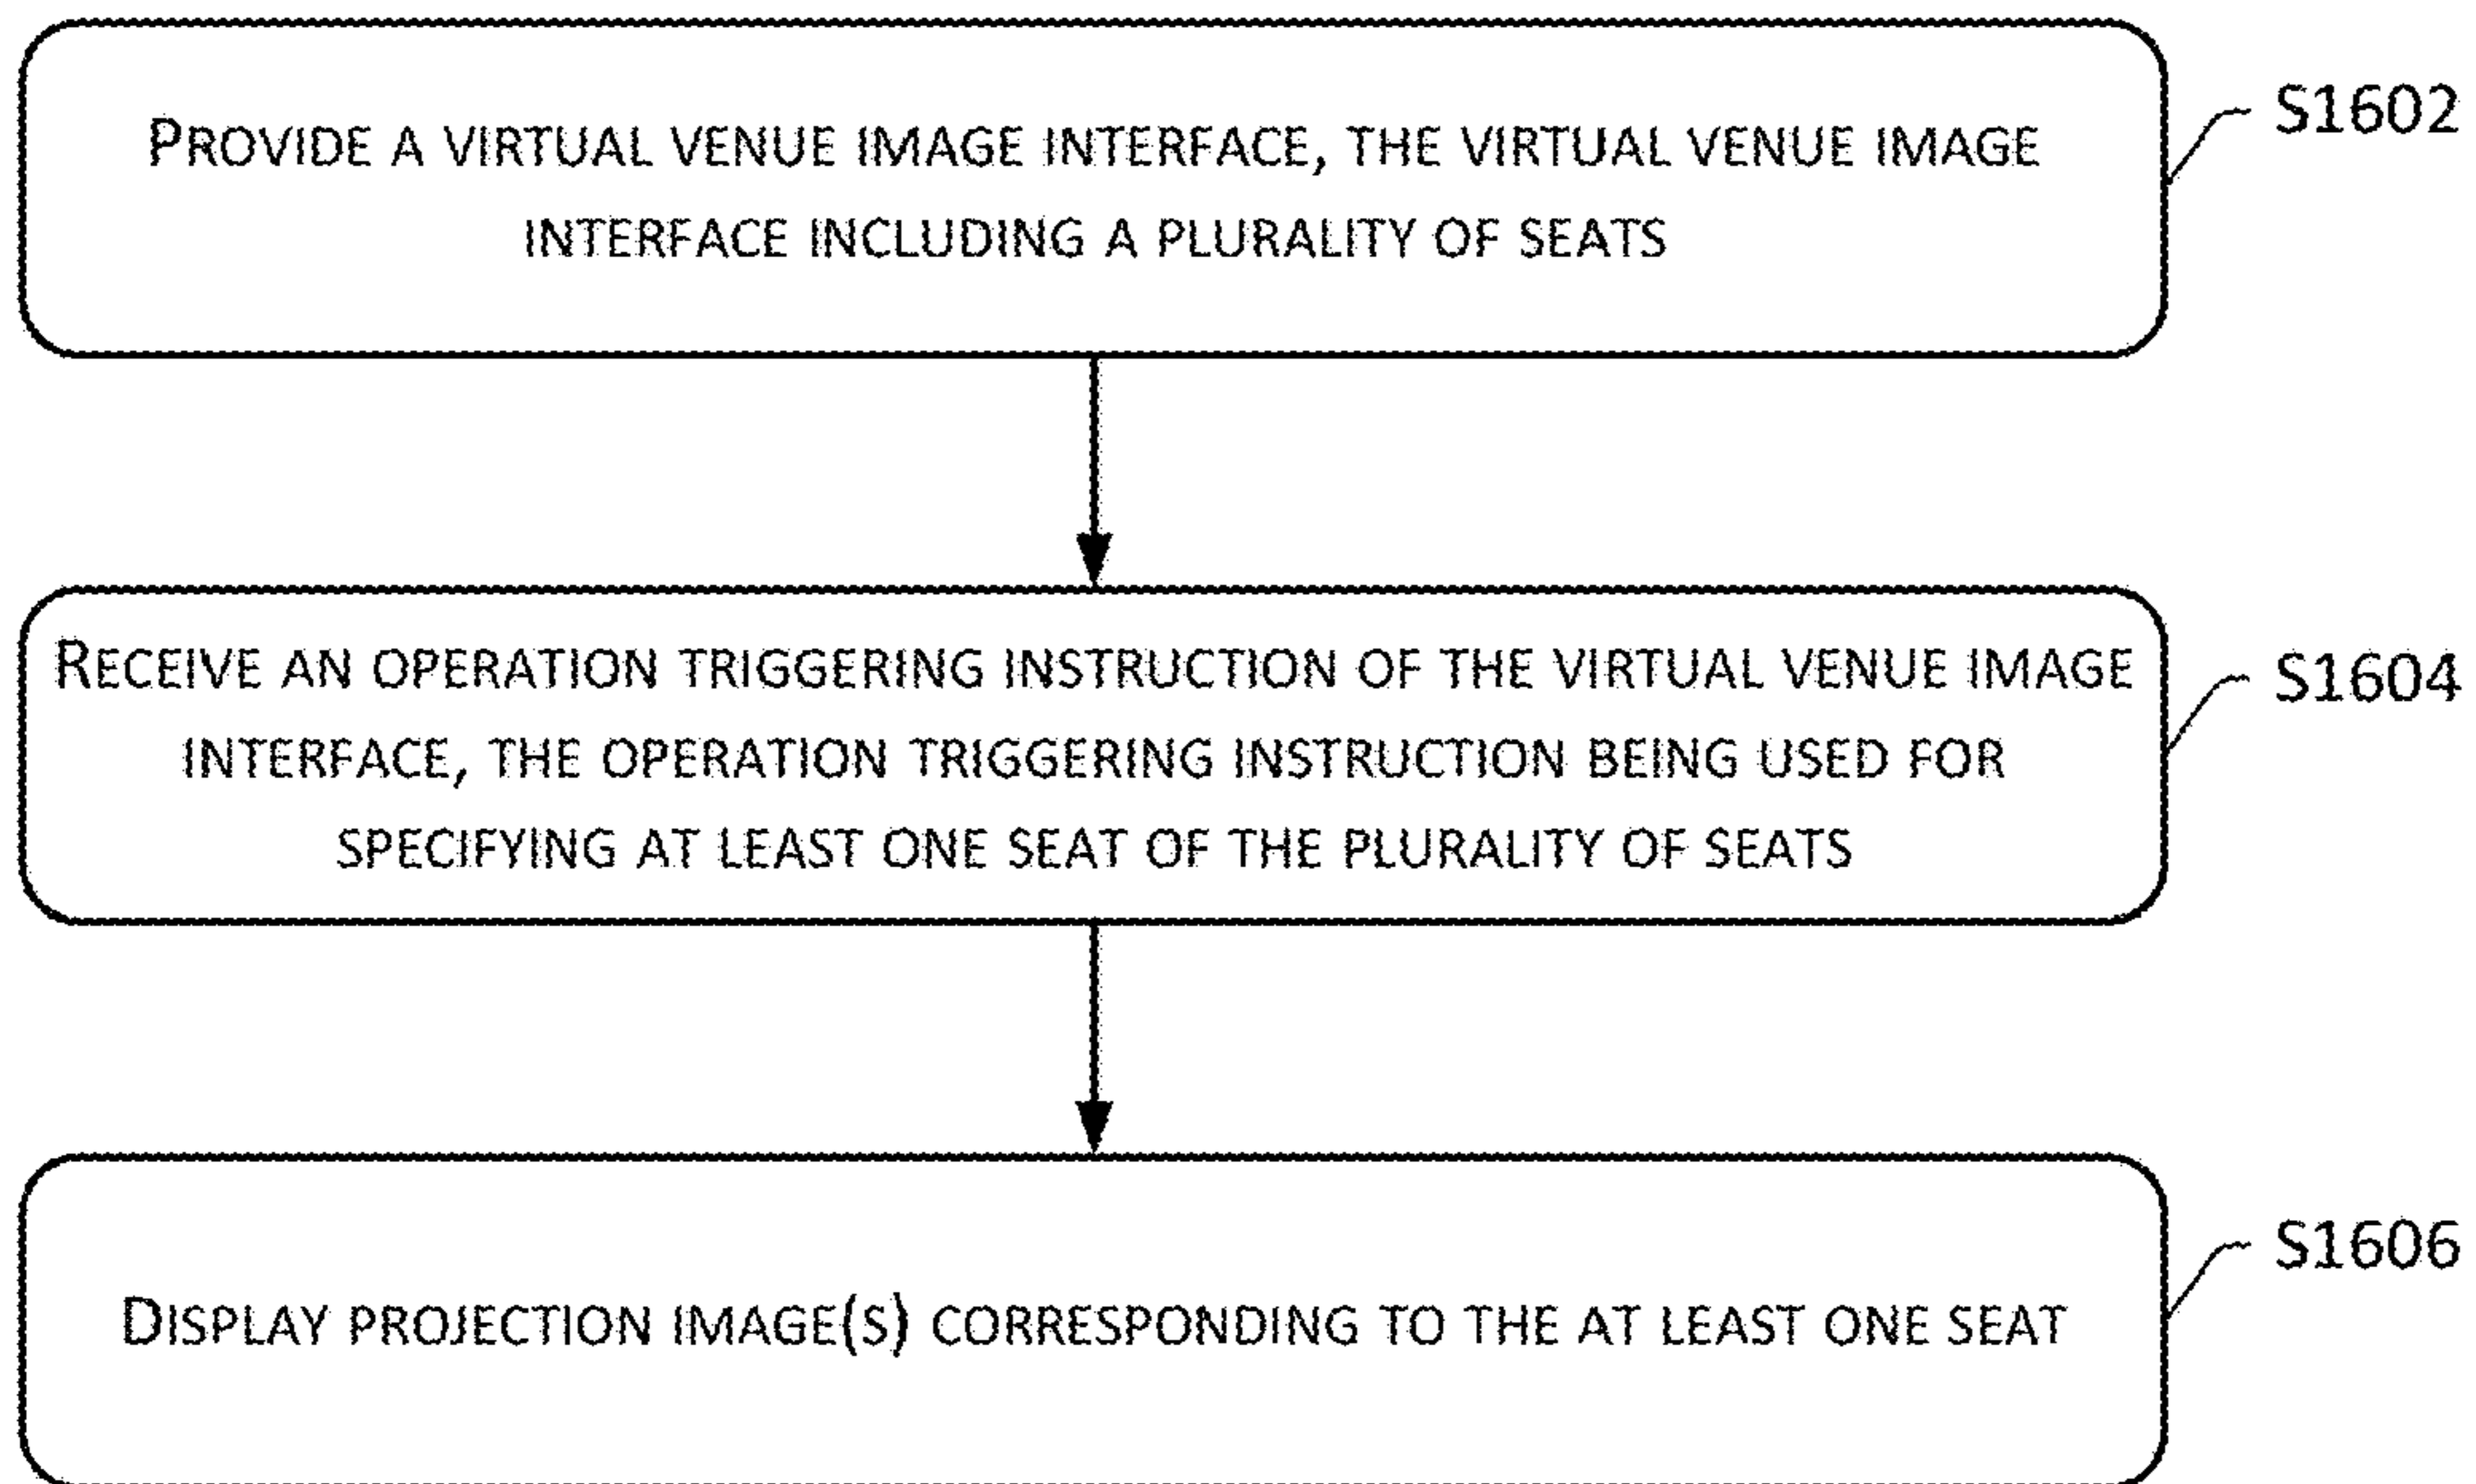 PROVIDE A VIRTUAL VENUE IMAGE INTERFACE, THE VIRTUAL VENUE IMAGE
INTERFACE INCLUDING A PLURALITY OF SEATS
S1602
RECEIVE AN OPERATION TRIGGERING INSTRUCTION OF THE VIRTUAL VENUE IMAGE
INTERFACE, THE OPERATION TRIGGERING INSTRUCTION BEING USED FOR
SPECIFYING AT LEAST ONE SEAT OF THE PLURALITY OF SEATS
S1604
DISPLAY PROJECTION IMAGE(S) CORRESPONDING TO THE AT LEAST ONE SEAT
S1606